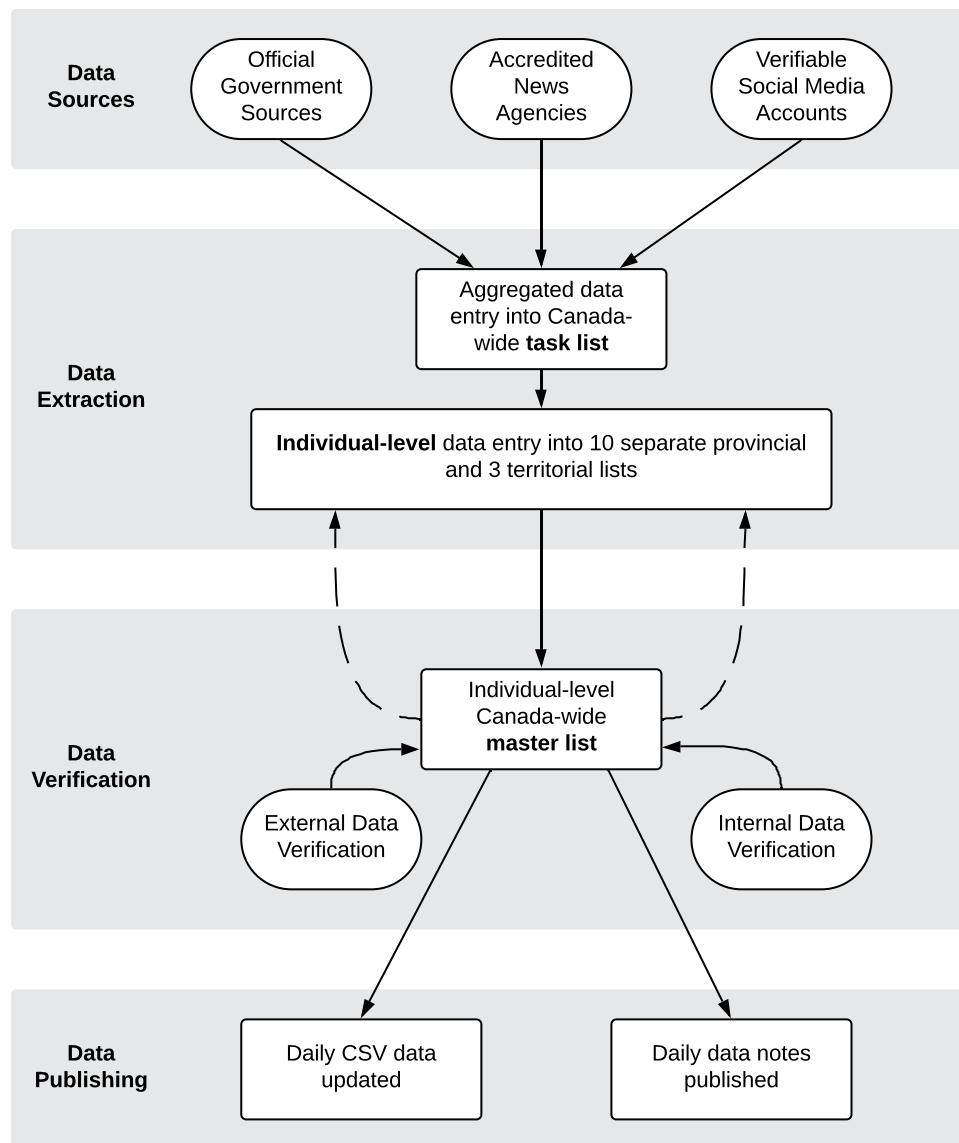 Data
Sources
Official
Government
Sources
Accredited
News
Agencies
Verifiable
Social Media
Accounts
Data
Extraction
Aggregated data
entry into Canada-
wide task list
Individual-level data entry into 10 separate provincial
and 3 territorial lists
Data
Verification
Individual-level
Canada-wide
master list
External Data
Verification
Internal Data
Verification
Data
Publishing
Daily CSV data
updated
Daily data notes
published